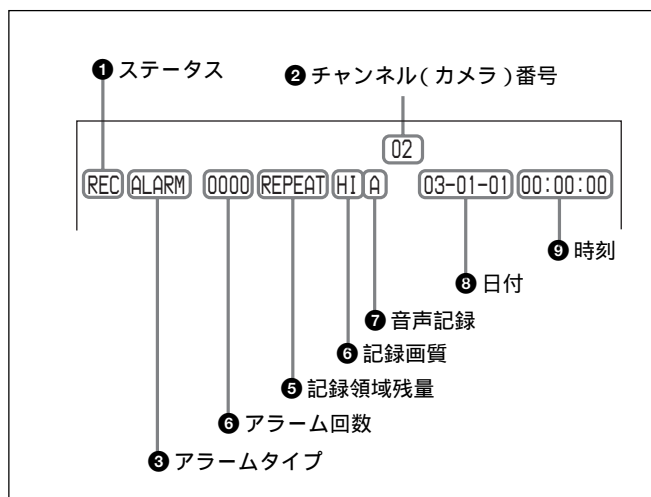 ❶ステータス
❷チャンネル(カメラ)番号
02
REC ALARM 0000 REPEAT HI A 03-01-01 00:00:00
❾時刻
❽日付
❼音声記録
❻記録画質
❺記録領域残量
❻アラーム回数
❸アラームタイプ